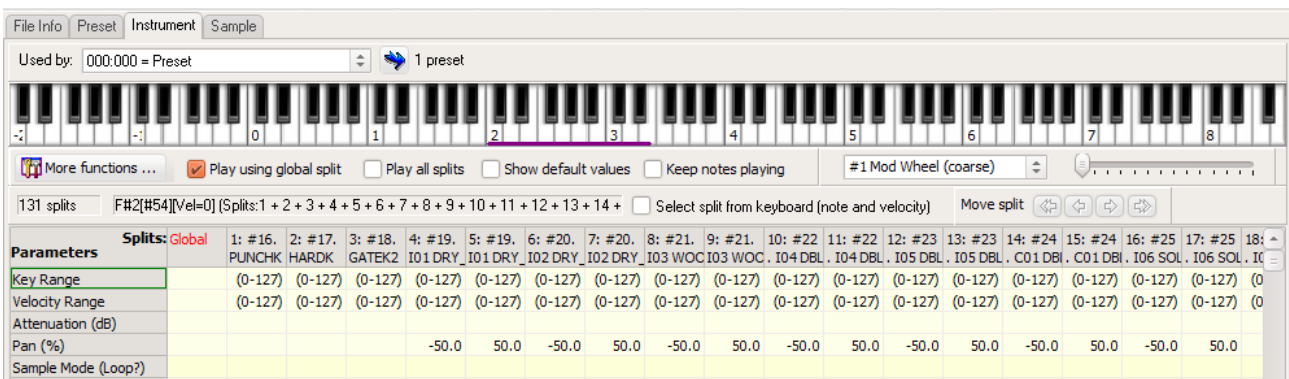 File Info Preset Instrument Sample
Used by: 000:000 = Preset 1 preset
0 1 2 3 4 5 6 7 8
More functions ... Play using global split Play all splits Show default values Keep notes playing #1 Mod Wheel (coarse)
131 splits F#2[#54][Vel=0] (Splits:1 + 2 + 3 + 4 + 5 + 6 + 7 + 8 + 9 + 10 + 11 + 12 + 13 + 14 + Select split from keyboard (note and velocity) Move split
Splits: Global 1: #16. 2: #17. 3: #18. 4: #19. 5: #19. 6: #20. 7: #20. 8: #21. 9: #21. 10: #22 11: #22 12: #23 13: #23 14: #24 15: #24 16: #25 17: #25 18:
Parameters PUNCHK HARDK GATEK2 I01 DRY_ I01 DRY_ I02 DRY_ I02 DRY_ I03 WOC I03 WOC . I04 DBL . I04 DBL . I05 DBL . I05 DBL . C01 DBI . C01 DBI . I06 SOL . I06 SOL
Key Range (0-127) (0-127) (0-127) (0-127) (0-127) (0-127) (0-127) (0-127) (0-127) (0-127) (0-127) (0-127) (0-127) (0-127) (0-127) (0-127) (0-127) (0
Velocity Range (0-127) (0-127) (0-127) (0-127) (0-127) (0-127) (0-127) (0-127) (0-127) (0-127) (0-127) (0-127) (0-127) (0-127) (0-127) (0-127) (0-127) (0
Attenuation (dB)
Pan (%) -50.0 50.0 -50.0 50.0 -50.0 50.0 -50.0 50.0 -50.0 50.0 -50.0 50.0 -50.0 50.0
Sample Mode (Loop?)